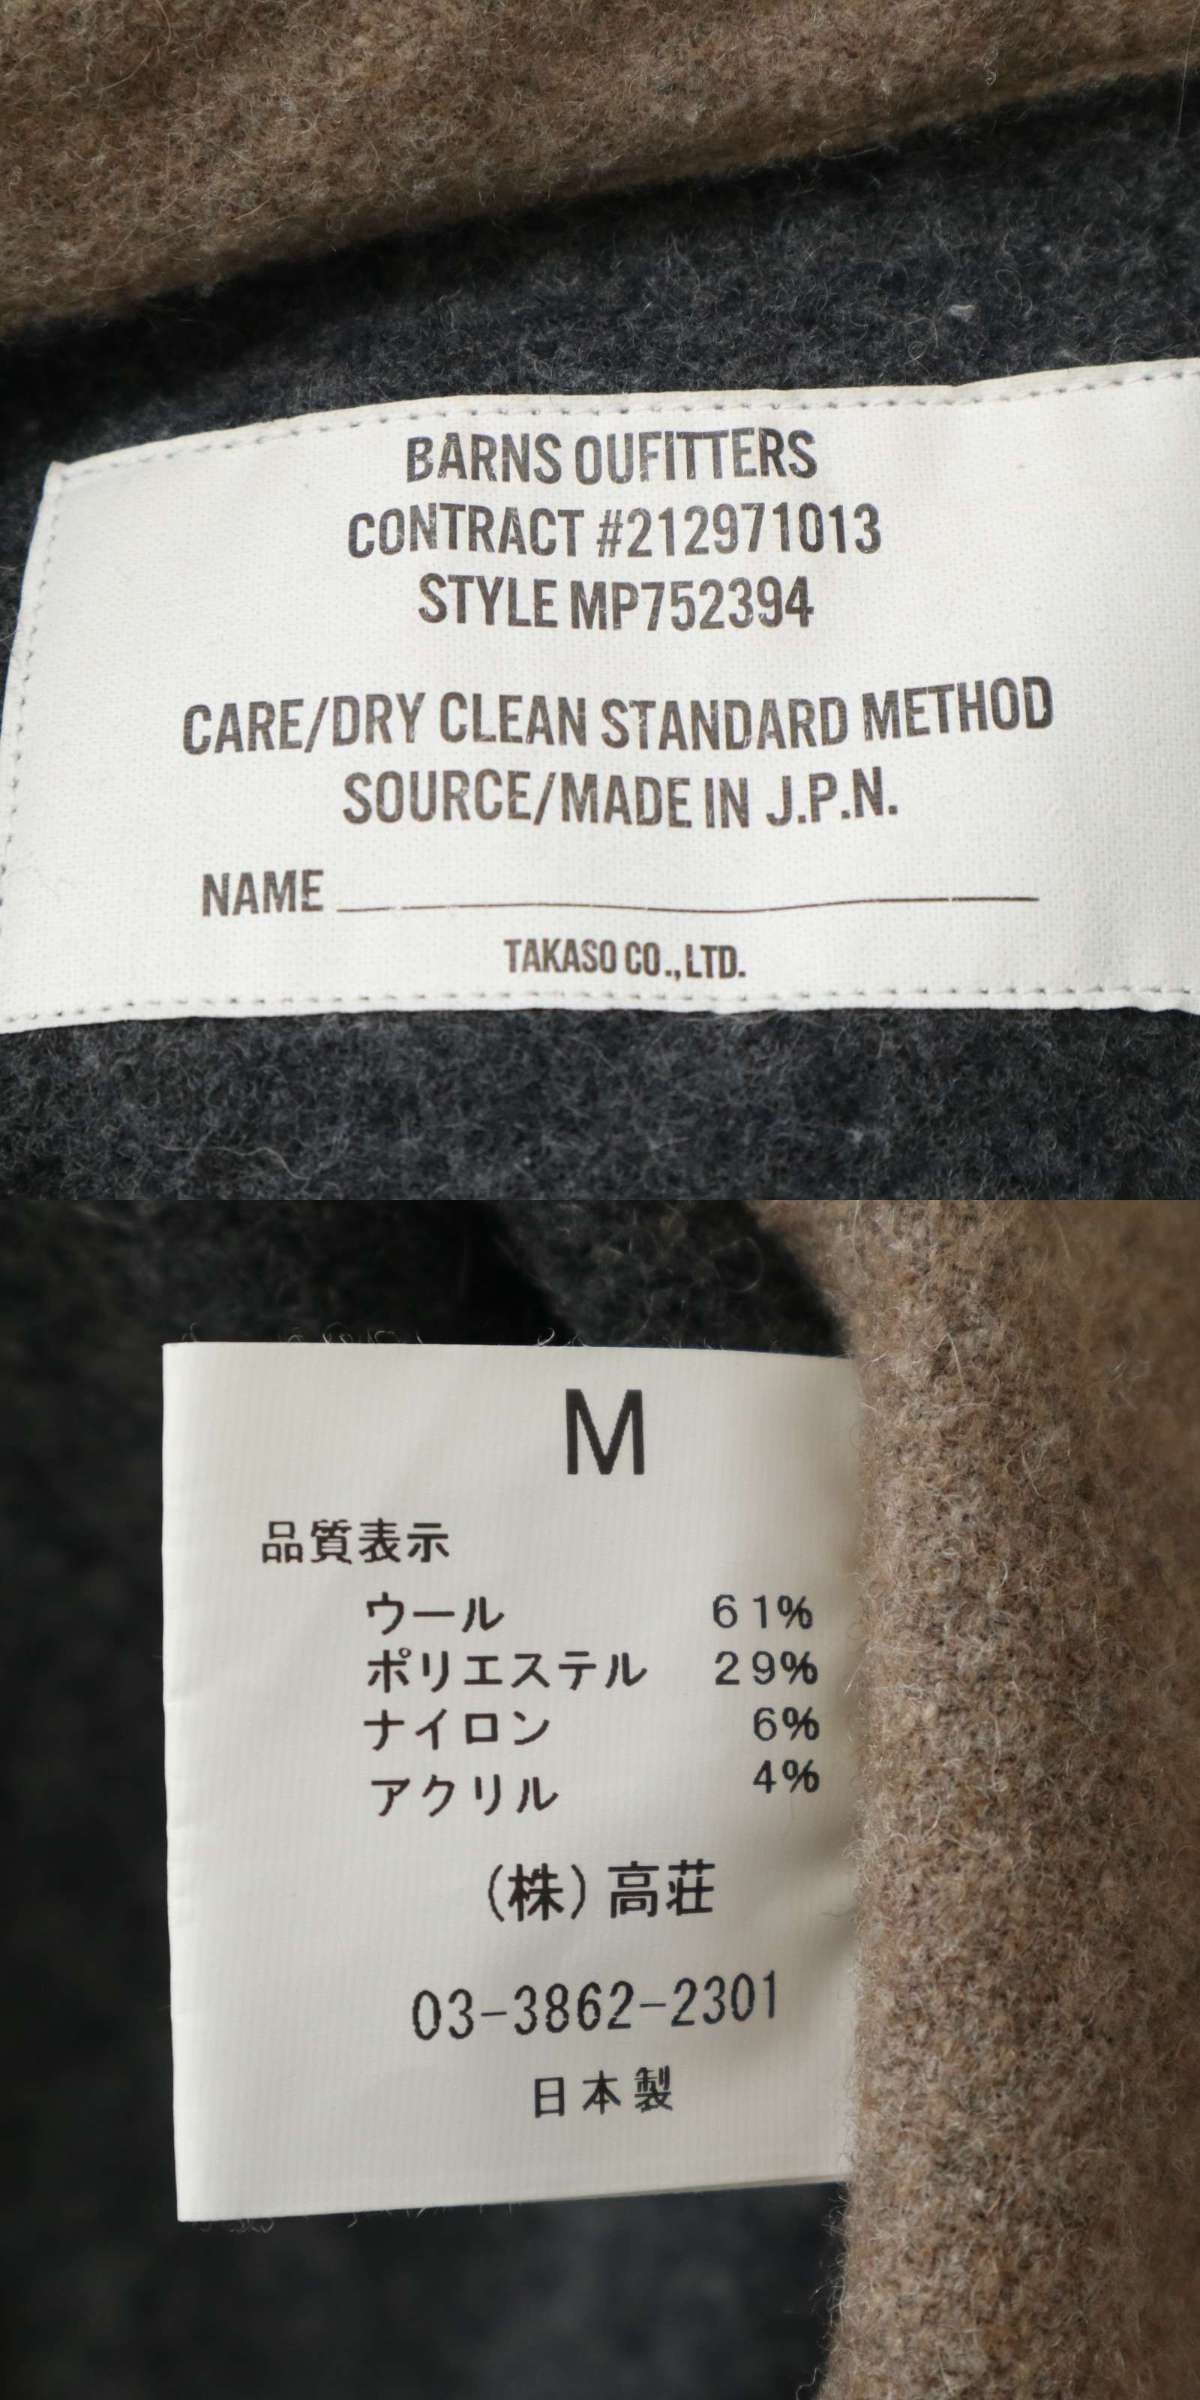 BARNS OUFITTERS
CONTRACT #212971013
STYLE MP752394
CARE/DRY CLEAN STANDARD METHOD
SOURCE/MADE IN J.P.N.
NAME
TAKASO CO.,LTD.
M
品質表示
ウール 61%
ポリエステル 29%
ナイロン 6%
アクリル 4%
(株)高荘
03-3862-2301
日本製